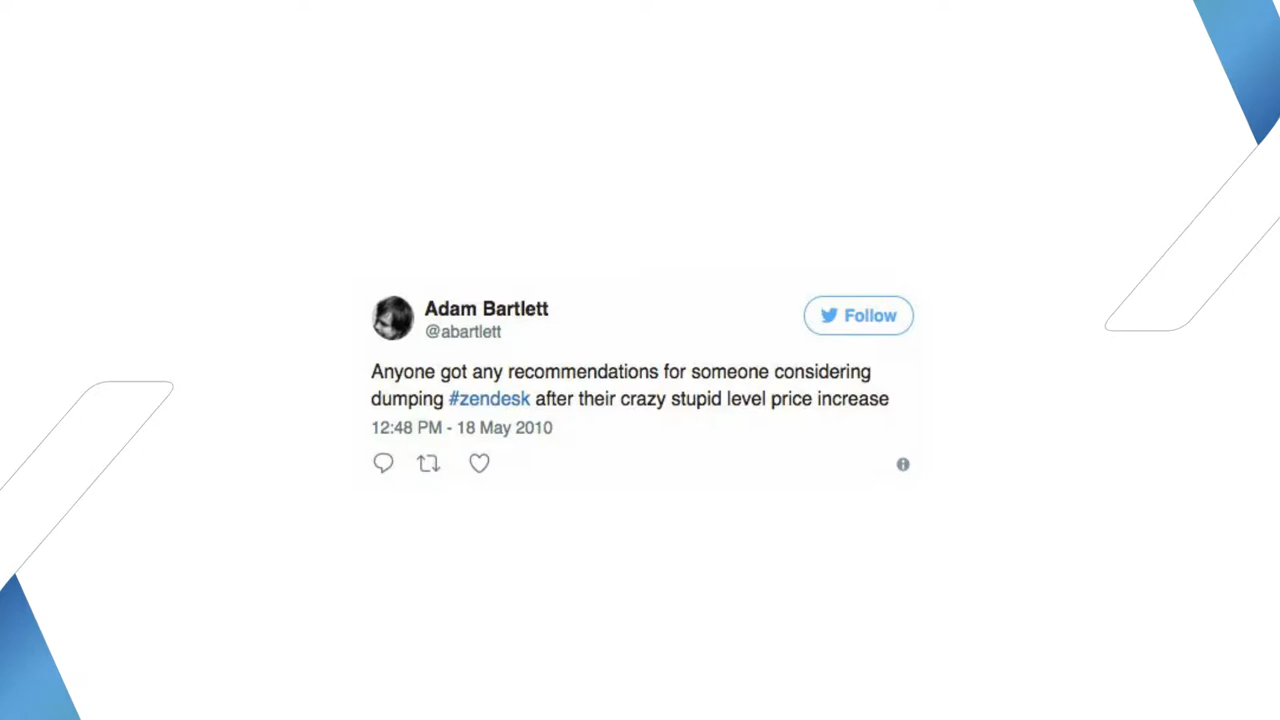 Adam Bartlett
@abartlett
Follow
Anyone got any recommendations for someone considering
dumping #zendesk after their crazy stupid level price increase
12:48 PM - 18 May 2010